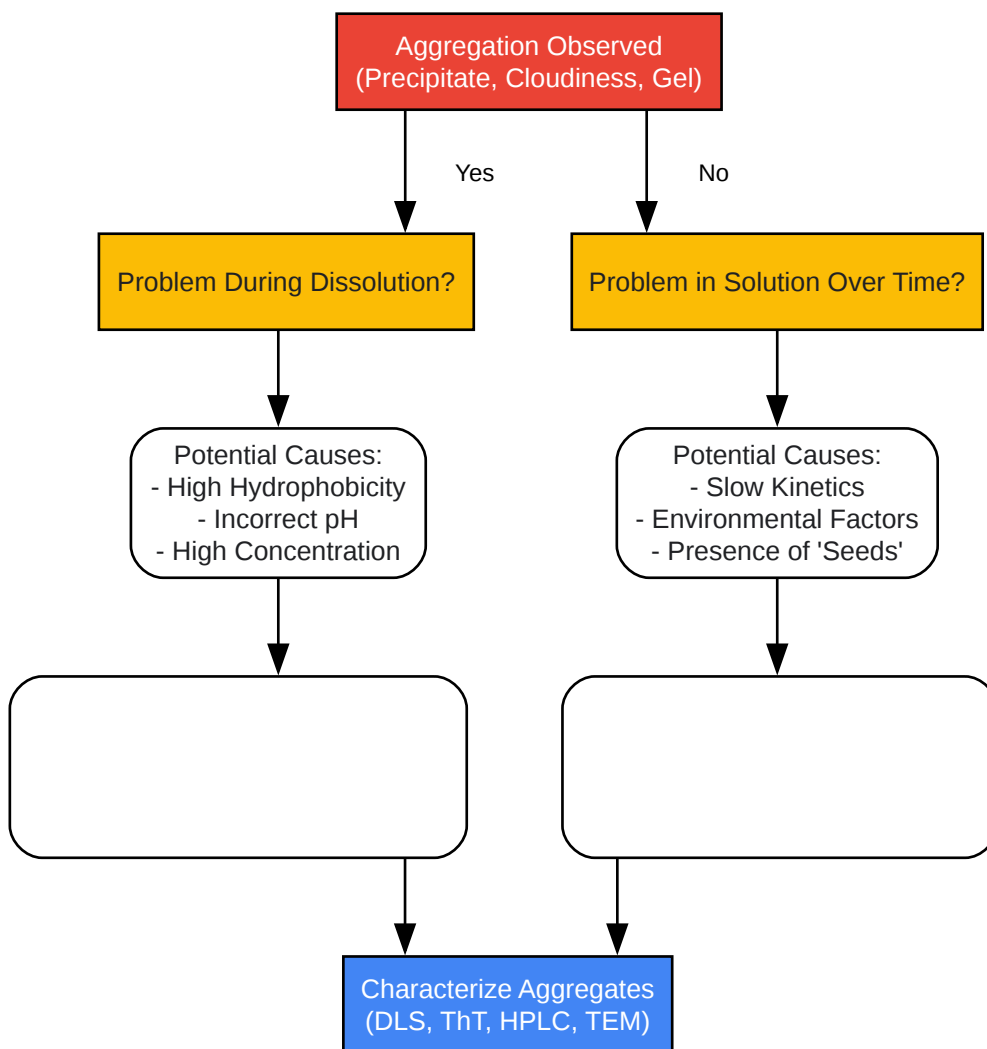 Aggregation Observed
(Precipitate, Cloudiness, Gel)
Yes
No
Problem During Dissolution?
Problem in Solution Over Time?
Potential Causes:
- High Hydrophobicity
- Incorrect pH
- High Concentration
Potential Causes:
- Slow Kinetics
- Environmental Factors
- Presence of 'Seeds'
Characterize Aggregates
(DLS, ThT, HPLC, TEM)